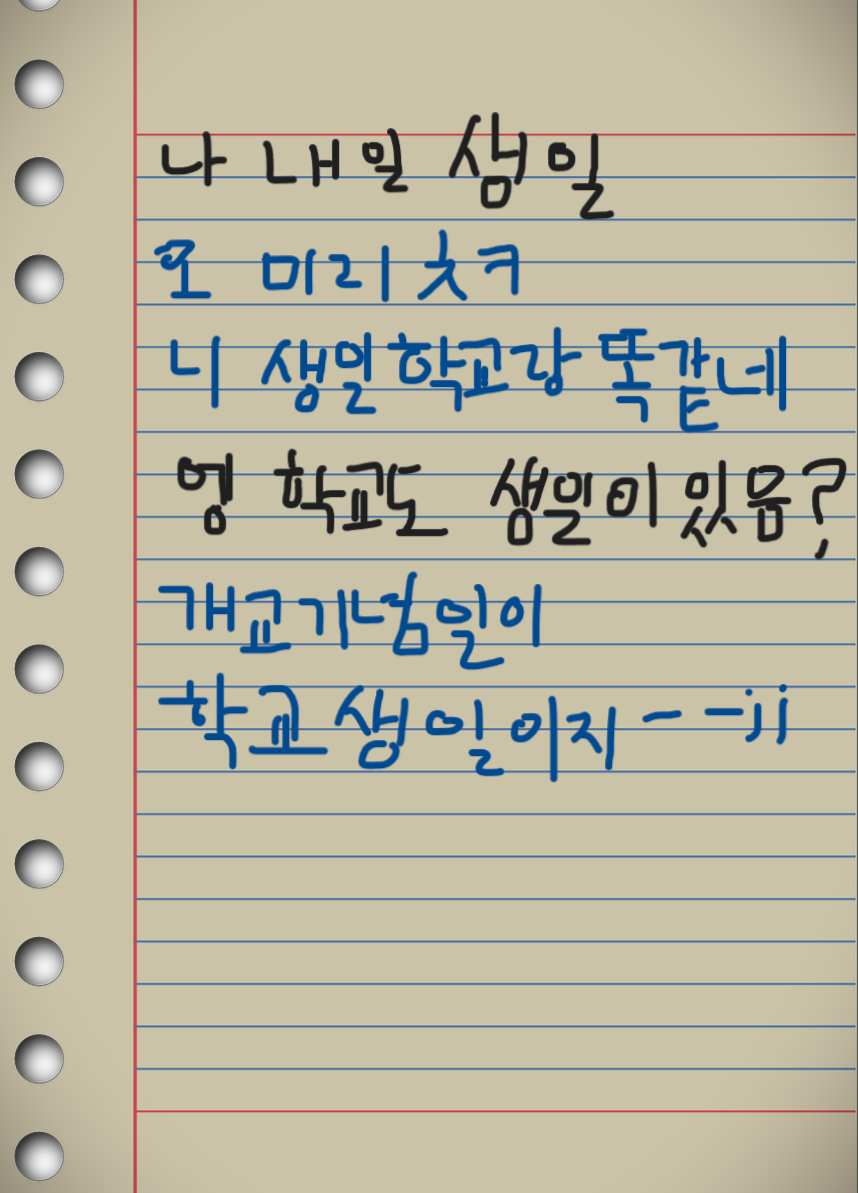 나 내일 생일
오 미리 ㅊㅋ
니 생일 학교랑 똑같네
엥 학교도 생일이 있음?
개교기념일이
학교 생일이지 - -;;